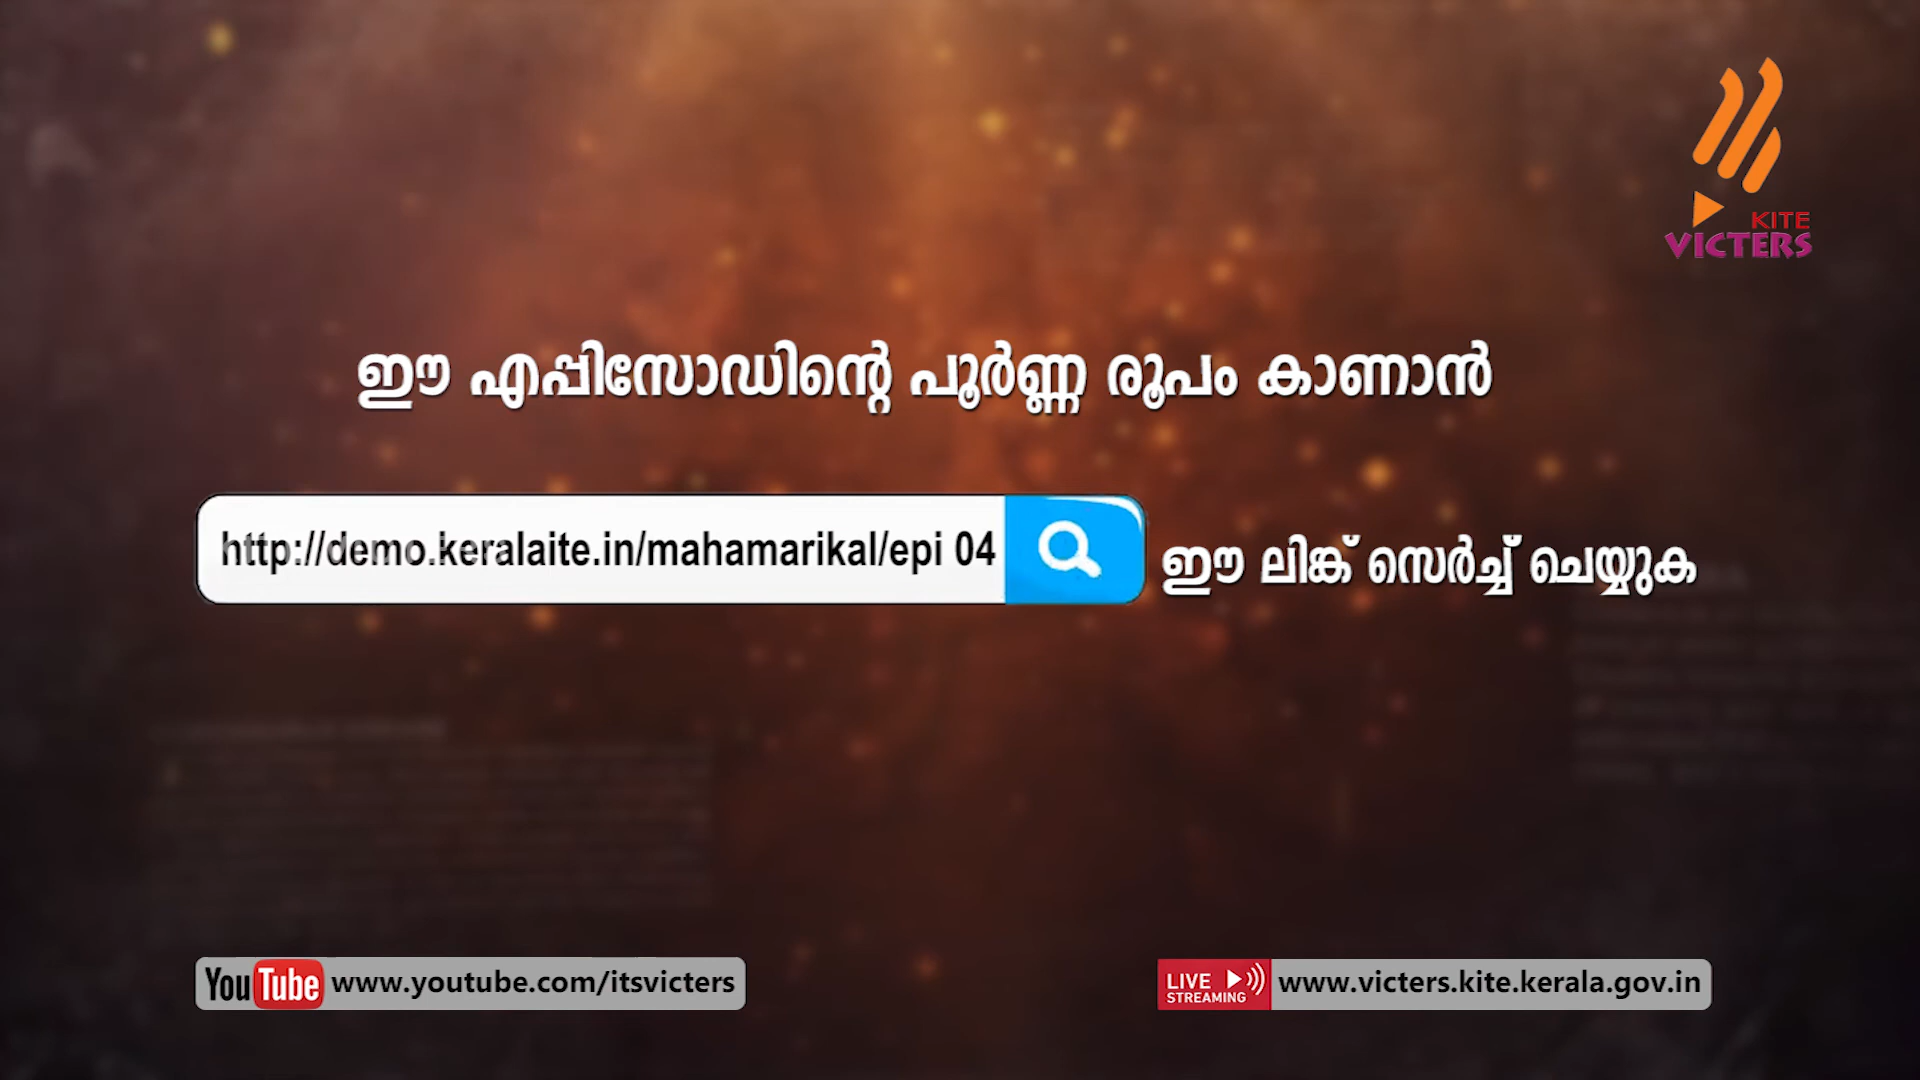 KITE
VICTERS
ഈ എപ്പിസോഡിന്റെ പൂർണ്ണ രൂപം കാണാൻ
http://demo.keralaite.in/mahamarikal/epi 04
ഈ ലിങ്ക് സെർച്ച് ചെയ്യുക
YouTube www.youtube.com/itsvicters
LIVE STREAMING www.victers.kite.kerala.gov.in